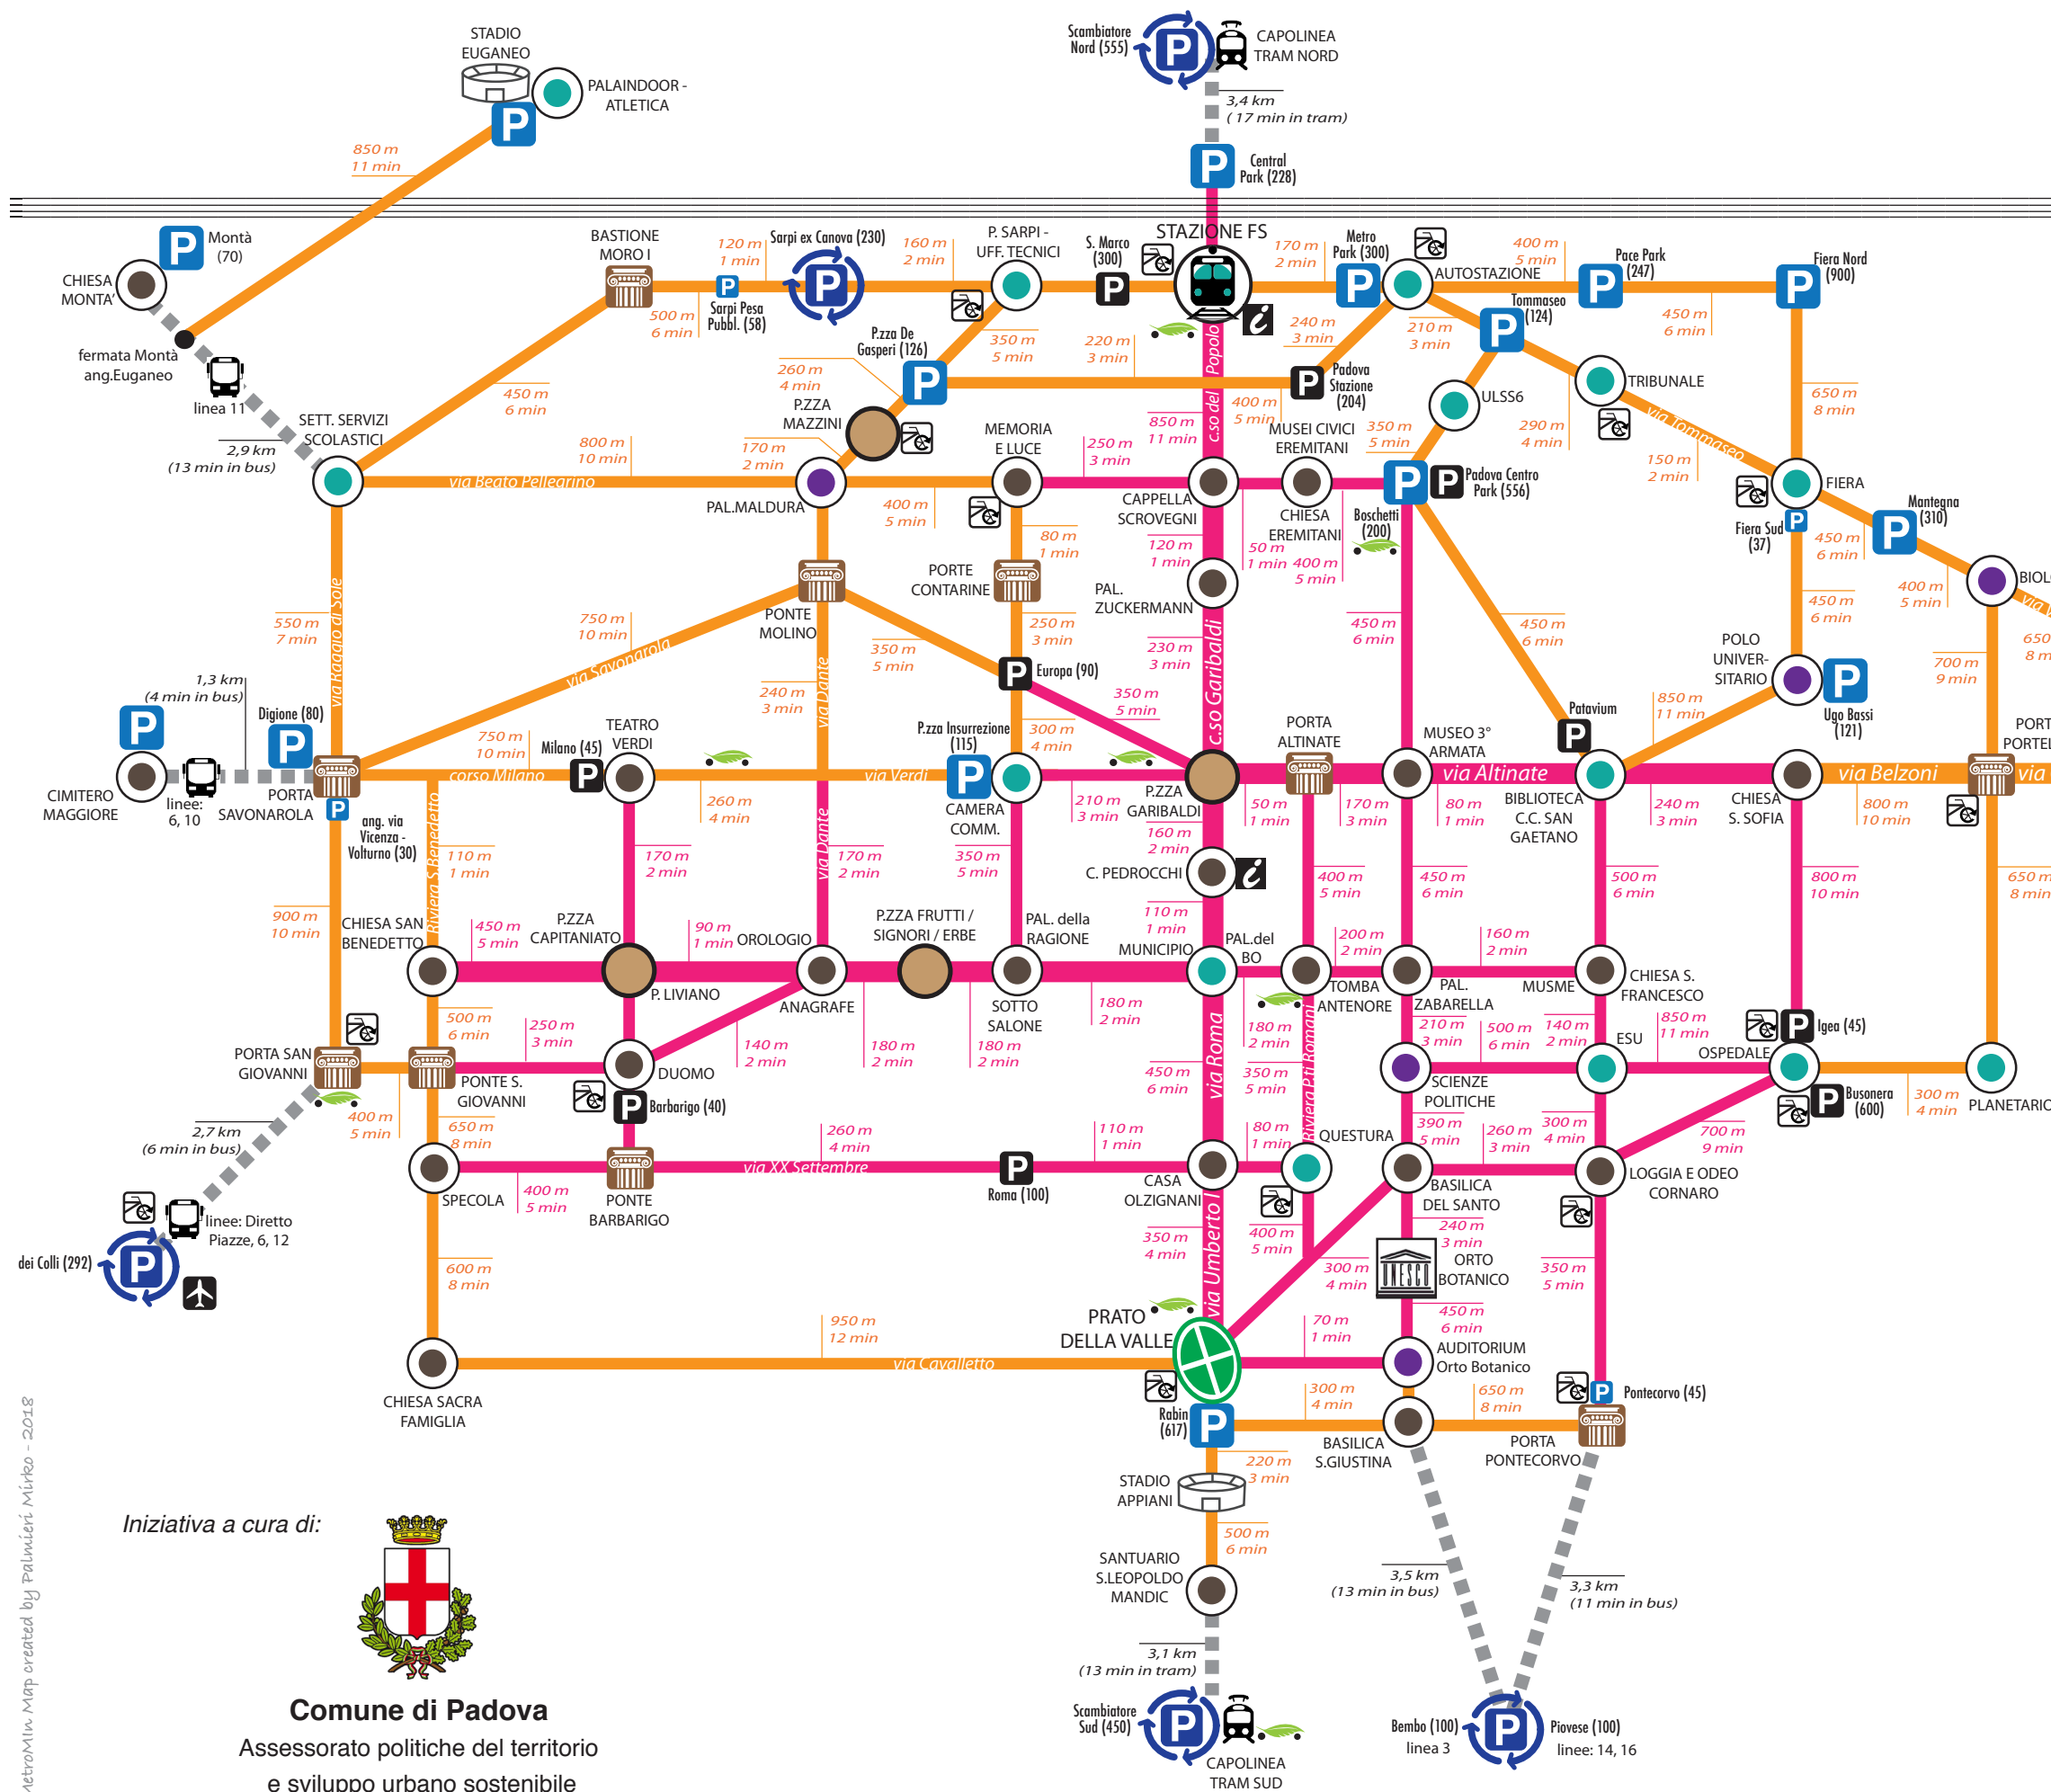 STADIO
EUGANEO
PALAINDOOR -
ATLETICA
850 m
11 min
Scambiatore
Nord (555)
CAPOLINEA
TRAM NORD
3,4 km
( 17 min in tram)
Central
Park (228)
Montà
(70)
CHIESA
MONTA'
fermata Montà
ang.Euganeo
linea 11
2,9 km
(13 min in bus)
BASTIONE
MORO I
120 m
1 min
Sarpi ex Canova (230)
160 m
2 min
P. SARPI -
UFF. TECNICI
S. Marco
(300)
STAZIONE FS
170 m
2 min
Metro
Park (300)
AUTOSTAZIONE
400 m
5 min
Pace Park
(247)
Fiera Nord
(900)
500 m
6 min
Sarpi Pesa
Pubbl. (58)
P.zza De
Gasperi (126)
350 m
5 min
220 m
3 min
240 m
3 min
210 m
3 min
Tommaseo
(124)
450 m
6 min
450 m
6 min
260 m
4 min
P.ZZA
MAZZINI
c.so del Popolo
Padova
Stazione
(204)
400 m
5 min
ULSS6
TRIBUNALE
650 m
8 min
SETT. SERVIZI
SCOLASTICI
800 m
10 min
170 m
2 min
MEMORIA
E LUCE
250 m
3 min
850 m
11 min
MUSEI CIVICI
EREMITANI
350 m
5 min
290 m
4 min
via Tommaseo
150 m
2 min
via Beato Pellegrino
PAL.MALDURA
400 m
5 min
CAPPELLA
SCROVEGNI
CHIESA
EREMITANI
Boschetti
(200)
Padova Centro
Park (556)
FIERA
Fiera Sud
(37)
Mantegna
(310)
450 m
6 min
80 m
1 min
120 m
1 min
50 m
1 min
400 m
5 min
PORTE
CONTARINE
PAL.
ZUCKERMANN
400 m
5 min
BIOL
via V
550 m
7 min
via Raggio di Sole
750 m
10 min
via Savonarola
PONTE
MOLINO
350 m
5 min
250 m
3 min
230 m
3 min
c.so Garibaldi
450 m
6 min
450 m
6 min
450 m
6 min
POLO
UNIVER-
SITARIO
700 m
9 min
650
8 m
1,3 km
(4 min in bus)
Digione (80)
240 m
3 min
via Dante
Europa (90)
350 m
5 min
850 m
11 min
Ugo Bassi
(121)
Patavium
750 m
10 min
Milano (45)
TEATRO
VERDI
P.zza Insurrezione
(115)
300 m
4 min
PORTA
ALTINATE
MUSEO 3°
ARMATA
PORT
PORTEL
CIMITERO
MAGGIORE
linee:
6, 10
PORTA
SAVONAROLA
corso Milano
via Verdi
via Altinate
via Belzoni
via
ang. via
Vicenza -
Volturno (30)
Riviera S.Benedetto
110 m
1 min
260 m
4 min
CAMERA
COMM.
210 m
3 min
P.ZZA
GARIBALDI
50 m
1 min
170 m
3 min
80 m
1 min
BIBLIOTECA
C.C. SAN
GAETANO
240 m
3 min
CHIESA
S. SOFIA
800 m
10 min
170 m
2 min
via Dante
170 m
2 min
350 m
5 min
160 m
2 min
C. PEDROCCHI
400 m
5 min
450 m
6 min
500 m
6 min
800 m
10 min
650 m
8 min
900 m
10 min
CHIESA SAN
BENEDETTO
450 m
5 min
P.ZZA
CAPITANIATO
90 m
1 min
OROLOGIO
P.ZZA FRUTTI /
SIGNORI / ERBE
PAL. della
RAGIONE
110 m
1 min
MUNICIPIO
PAL.del
BO
200 m
2 min
160 m
2 min
P. LIVIANO
ANAGRAFE
SOTTO
SALONE
180 m
2 min
TOMBA
ANTENORE
PAL.
ZABARELLA
MUSME
CHIESA S.
FRANCESCO
500 m
6 min
250 m
3 min
140 m
2 min
180 m
2 min
180 m
2 min
180 m
2 min
210 m
3 min
500 m
6 min
140 m
2 min
ESU
850 m
11 min
Igea (45)
OSPEDALE
PORTA SAN
GIOVANNI
PONTE S.
GIOVANNI
DUOMO
Barbarigo (40)
450 m
6 min
via Roma
350 m
5 min
Riviera P.ti Romani
SCIENZE
POLITICHE
Busonera
(600)
300 m
4 min
PLANETARIO
400 m
5 min
650 m
8 min
2,7 km
(6 min in bus)
260 m
4 min
110 m
1 min
80 m
1 min
QUESTURA
390 m
5 min
260 m
3 min
300 m
4 min
700 m
9 min
via XX Settembre
SPECOLA
400 m
5 min
PONTE
BARBARIGO
Roma (100)
CASA
OLZIGNANI
BASILICA
DEL SANTO
LOGGIA E ODEO
CORNARO
linee: Diretto
Piazze, 6, 12
dei Colli (292)
600 m
8 min
350 m
4 min
via Umberto I
400 m
5 min
300 m
4 min
240 m
3 min
UNESCO
ORTO
BOTANICO
350 m
5 min
950 m
12 min
PRATO
DELLA VALLE
70 m
1 min
450 m
6 min
AUDITORIUM
Orto Botanico
via Cavalletto
CHIESA SACRA
FAMIGLIA
Rabin
(617)
300 m
4 min
650 m
8 min
Pontecorvo (45)
BASILICA
S.GIUSTINA
PORTA
PONTECORVO
220 m
3 min
STADIO
APPIANI
500 m
6 min
SANTUARIO
S.LEOPOLDO
MANDIC
3,5 km
(13 min in bus)
3,3 km
(11 min in bus)
3,1 km
(13 min in tram)
Scambiatore
Sud (450)
CAPOLINEA
TRAM SUD
Bembo (100)
linea 3
Piovese (100)
linee: 14, 16
Iniziativa a cura di:
Comune di Padova
Assessorato politiche del territorio
e sviluppo urbano sostenibile
MetroMin Map created by Palmieri Mirko - 2018